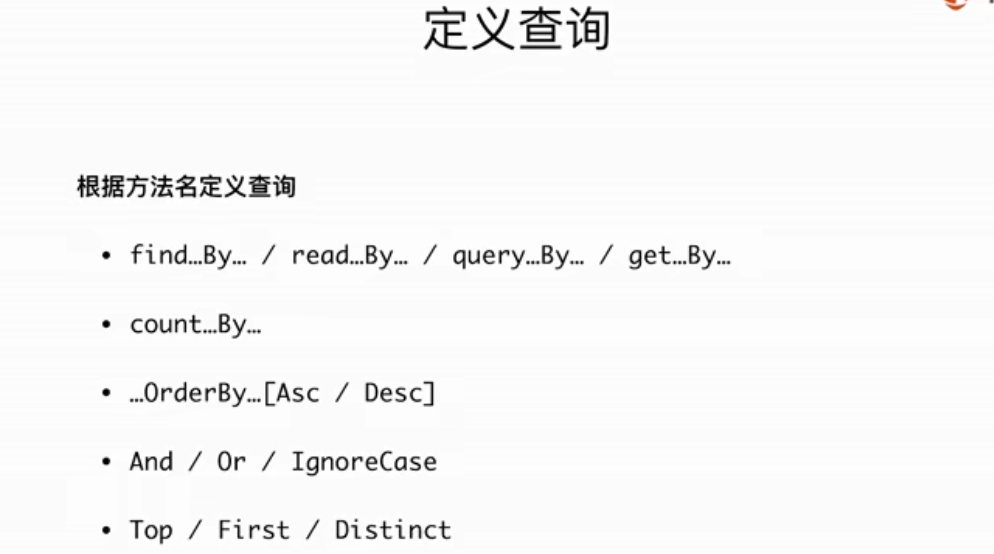 定义查询
根据方法名定义查询
• find…By… / read…By… / query…By… / get…By…
• count…By…
• …OrderBy…[Asc / Desc]
• And / Or / IgnoreCase
• Top / First / Distinct